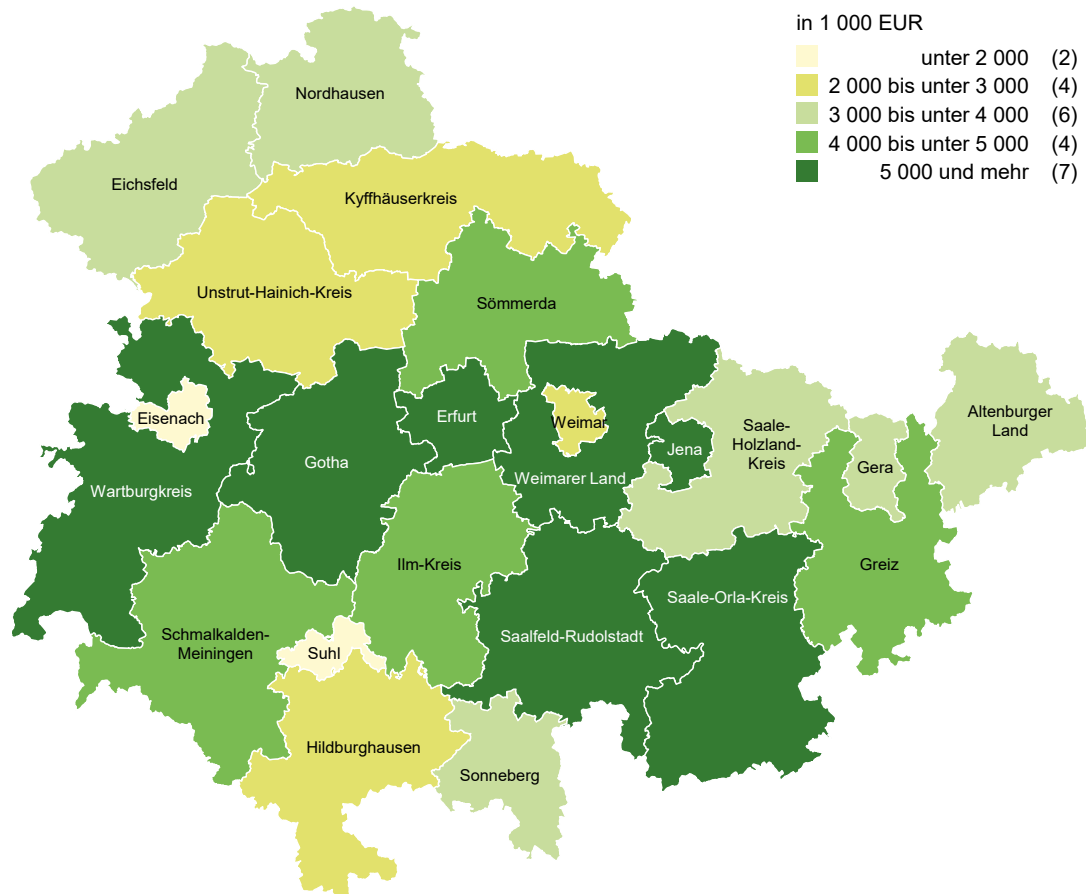 in 1 000 EUR
unter 2 000 (2)
2 000 bis unter 3 000 (4)
3 000 bis unter 4 000 (6)
4 000 bis unter 5 000 (4)
5 000 und mehr (7)
Nordhausen
Eichsfeld
Kyffhäuserkreis
Unstrut-Hainich-Kreis
Sömmerda
Eisenach
Erfurt
Weimar
Altenburger
Land
Saale-
Holzland-
Kreis
Jena
Gera
Gotha
Wartburgkreis
Weimarer Land
Ilm-Kreis
Greiz
Saale-Orla-Kreis
Schmalkalden-
Meiningen
Suhl
Saalfeld-Rudolstadt
Hildburghausen
Sonneberg